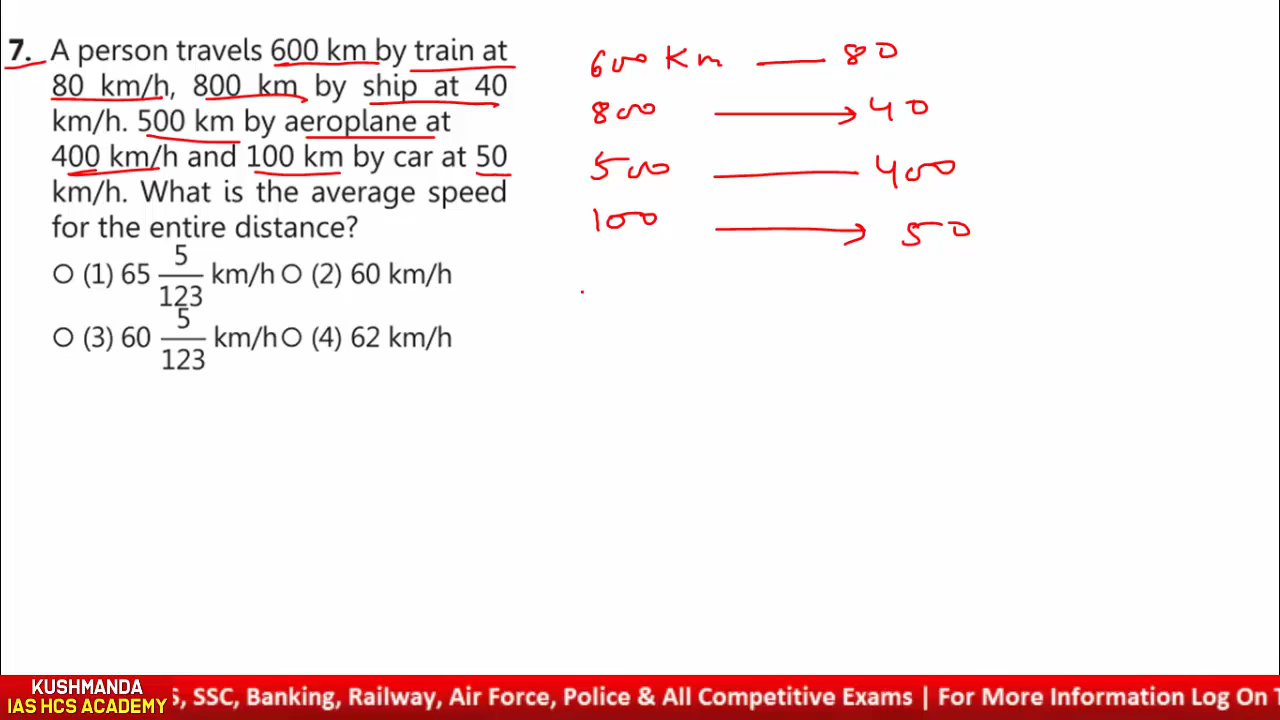 7. A person travels 600 km by train at
80 km/h, 800 km by ship at 40
km/h. 500 km by aeroplane at
400 km/h and 100 km by car at 50
km/h. What is the average speed
for the entire distance?
(1) 65 5/123 km/h (2) 60 km/h
(3) 60 5/123 km/h (4) 62 km/h
600 Km — 80
800 → 40
500 — 400
100 → 50
KUSHMANDA
IAS HCS ACADEMY
S, SSC, Banking, Railway, Air Force, Police & All Competitive Exams | For More Information Log On T